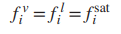 f_i^v = f_i^l = f_i^sat